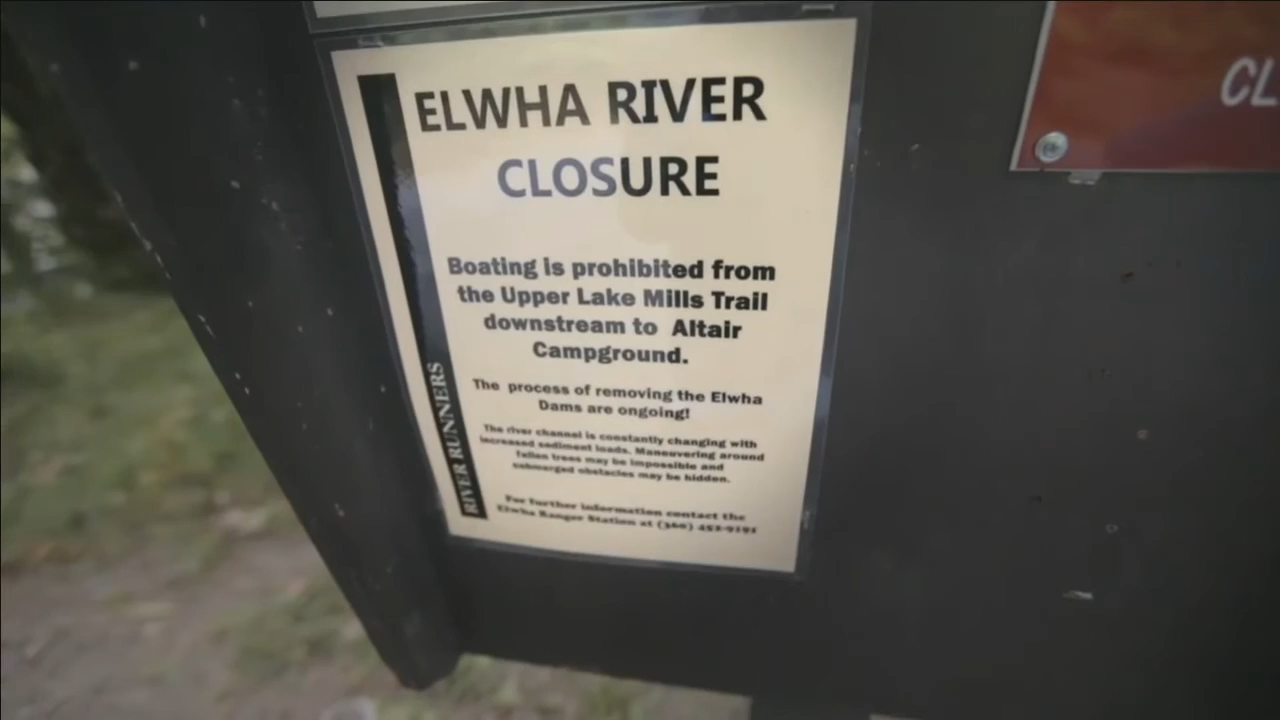 ELWHA RIVER
CLOSURE
Boating is prohibited from
the Upper Lake Mills Trail
downstream to Altair
Campground.
The process of removing the Elwha
Dams are ongoing!
The river channel is constantly changing with
increased sediment loads. Maneuvering around
fallen trees may be impossible and
submerged obstacles may be hidden.
For further information contact the
Elwha Ranger Station at (360) 452-9191
RIVER RUNNERS
CL